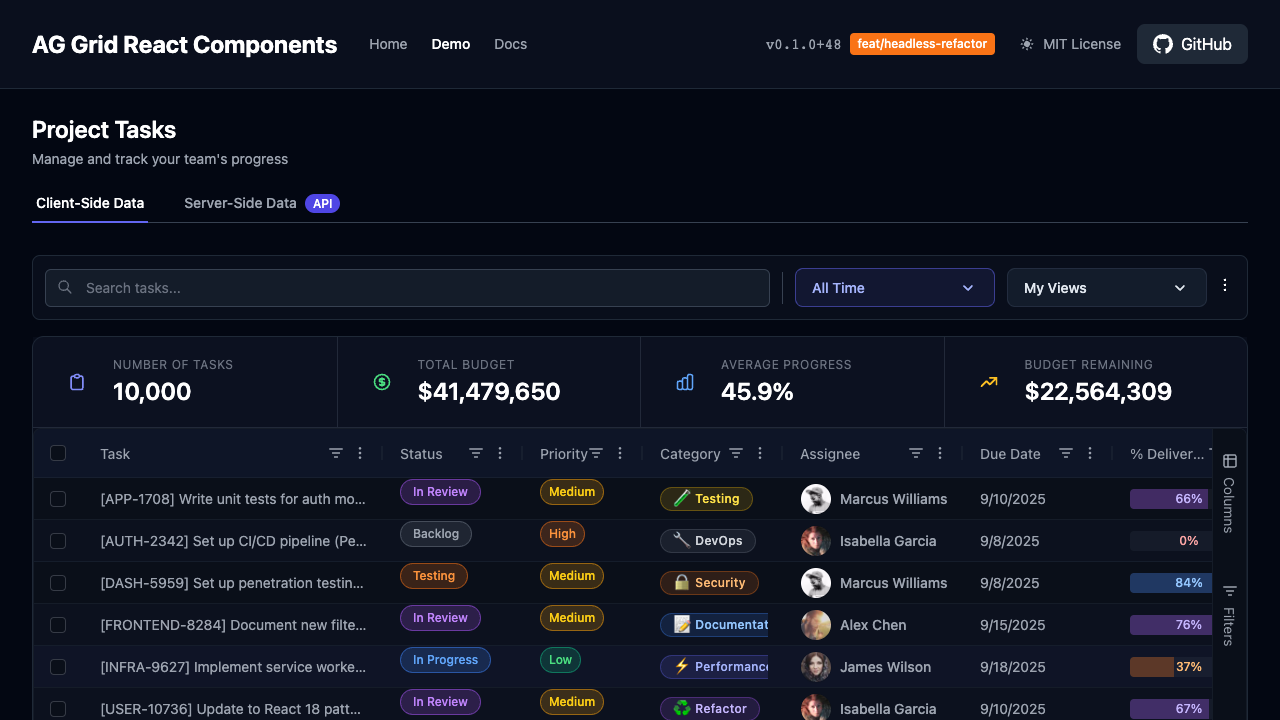 AG Grid React Components Home Demo Docs v0.1.0+48 feat/headless-refactor MIT License GitHub
Project Tasks
Manage and track your team's progress
Client-Side Data Server-Side Data API
Search tasks... All Time My Views
NUMBER OF TASKS TOTAL BUDGET AVERAGE PROGRESS BUDGET REMAINING
10,000 $41,479,650 45.9% $22,564,309
Task Status Priority Category Assignee Due Date % Deliver...
[APP-1708] Write unit tests for auth mo... In Review Medium Testing Marcus Williams 9/10/2025 66%
[AUTH-2342] Set up CI/CD pipeline (Pe... Backlog High DevOps Isabella Garcia 9/8/2025 0%
[DASH-5959] Set up penetration testin... Testing Medium Security Marcus Williams 9/8/2025 84%
[FRONTEND-8284] Document new filte... In Review Medium Documentat Alex Chen 9/15/2025 76%
[INFRA-9627] Implement service worke... In Progress Low Performance James Wilson 9/18/2025 37%
[USER-10736] Update to React 18 patt... In Review Medium Refactor Isabella Garcia 9/10/2025 67%
Columns
Filters